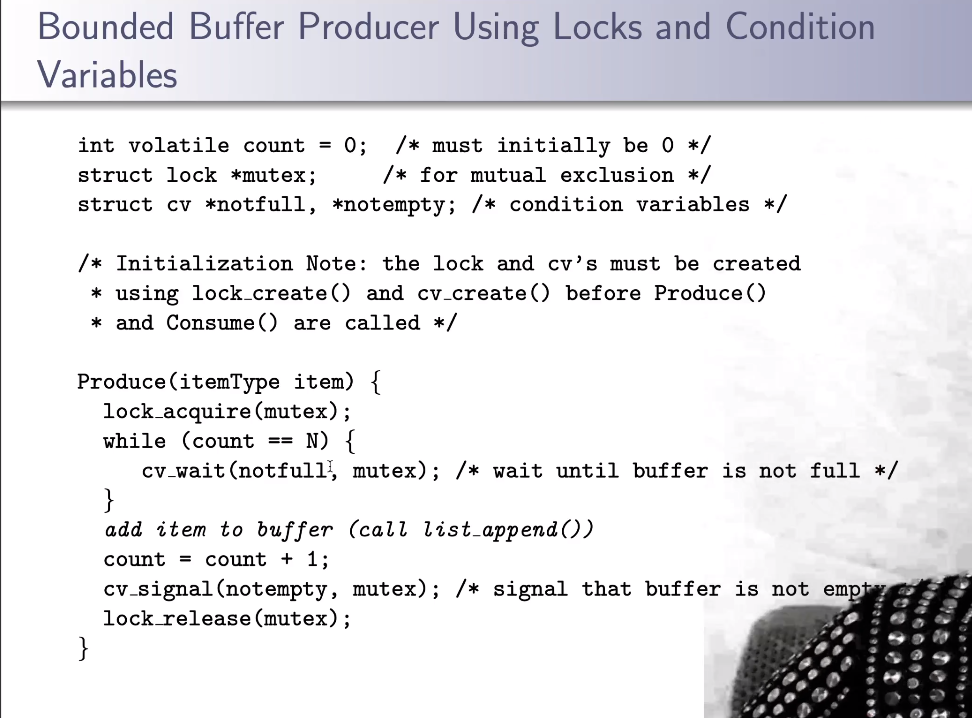 Bounded Buffer Producer Using Locks and Condition
Variables
int volatile count = 0;  /* must initially be 0 */
struct lock *mutex;     /* for mutual exclusion */
struct cv *notfull, *notempty; /* condition variables */
/* Initialization Note: the lock and cv's must be created
 * using lock_create() and cv_create() before Produce()
 * and Consume() are called */
Produce(itemType item) {
  lock_acquire(mutex);
  while (count == N) {
     cv_wait(notfull, mutex); /* wait until buffer is not full */
  }
  add item to buffer (call list_append())
  count = count + 1;
  cv_signal(notempty, mutex); /* signal that buffer is not empty
  lock_release(mutex);
}